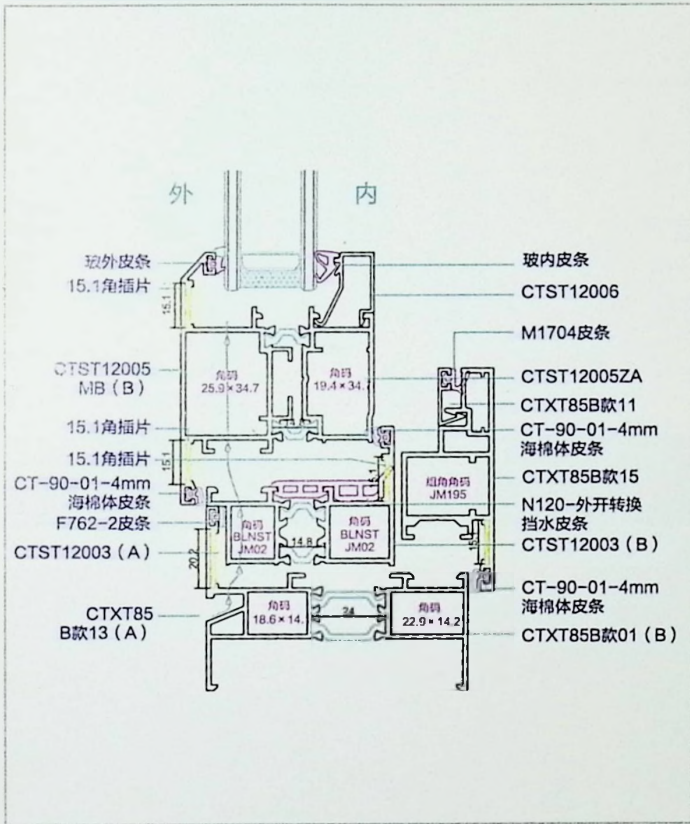 外 内
玻外皮条
15.1角插片
15.1
CTST12005
MB（B）
15.1角插片
15.1角插片
15.1
CT-90-01-4mm
海棉体皮条
F762-2皮条
CTST12003（A）
20.2
CTXT85
B款13（A）
角码
25.9×34.7
角码
19.4×34.7
角码
BLNST
JM02
14.8
角码
BLNST
JM02
组角角码
JM195
角码
18.6×14.
24
角码
22.9×14.2
玻内皮条
CTST12006
M1704皮条
CTST12005ZA
CTXT85B款11
CT-90-01-4mm
海棉体皮条
CTXT85B款15
N120-外开转换
挡水皮条
CTST12003（B）
CT-90-01-4mm
海棉体皮条
CTXT85B款01（B）